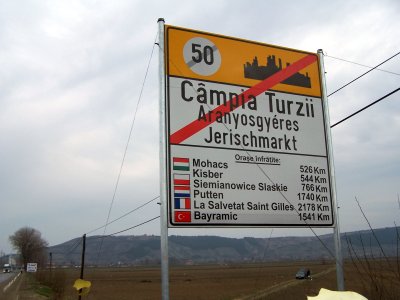 50
Câmpia Turzii
Aranyosgyéres
Jerischmarkt
Orașe înfrățite:
Mohacs 526 Km
Kisber 544 Km
Siemianowice Slaskie 766 Km
Putten 1740 Km
La Salvetat Saint Gilles 2178 Km
Bayramic 1541 Km